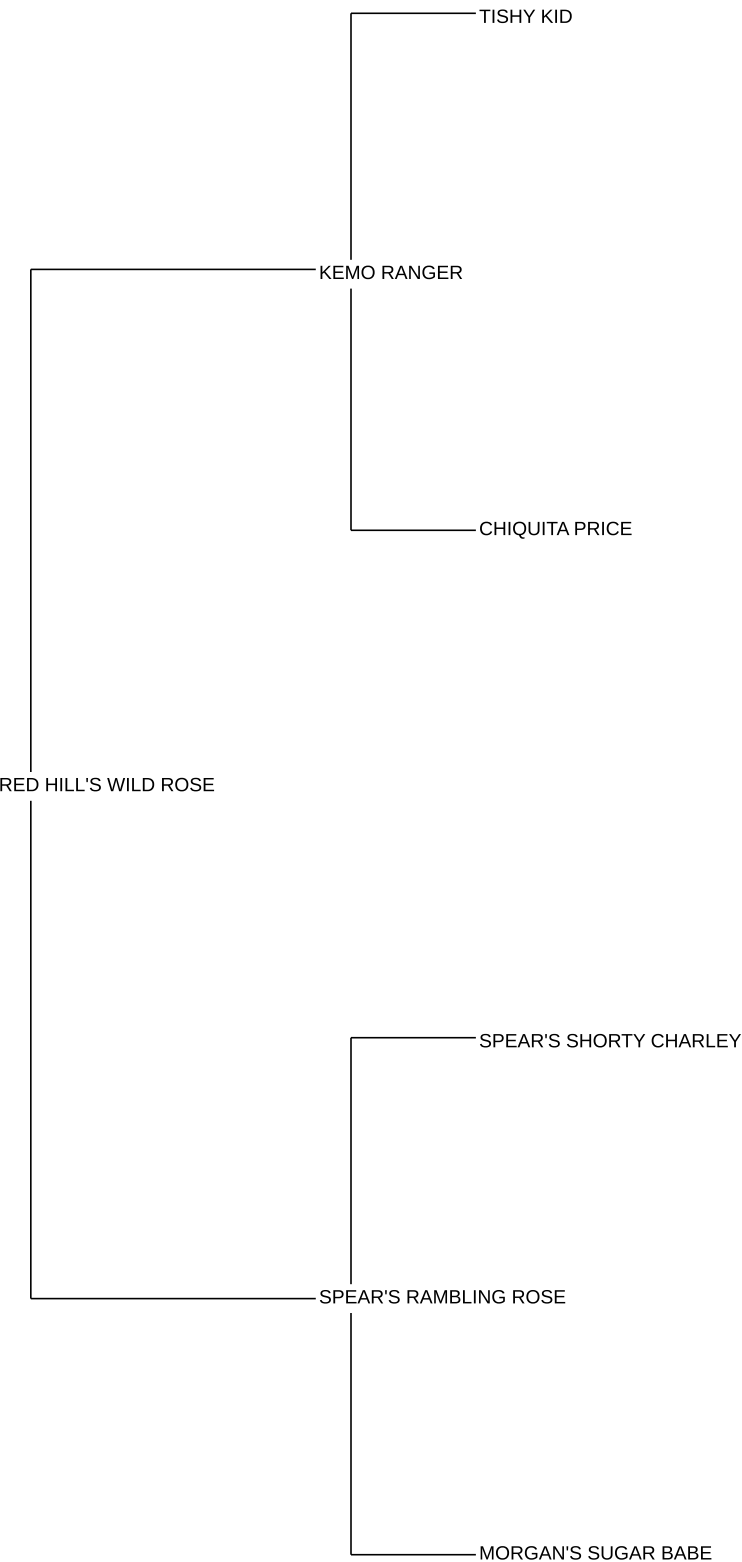 TISHY KID
KEMO RANGER
CHIQUITA PRICE
RED HILL'S WILD ROSE
SPEAR'S SHORTY CHARLEY
SPEAR'S RAMBLING ROSE
MORGAN'S SUGAR BABE